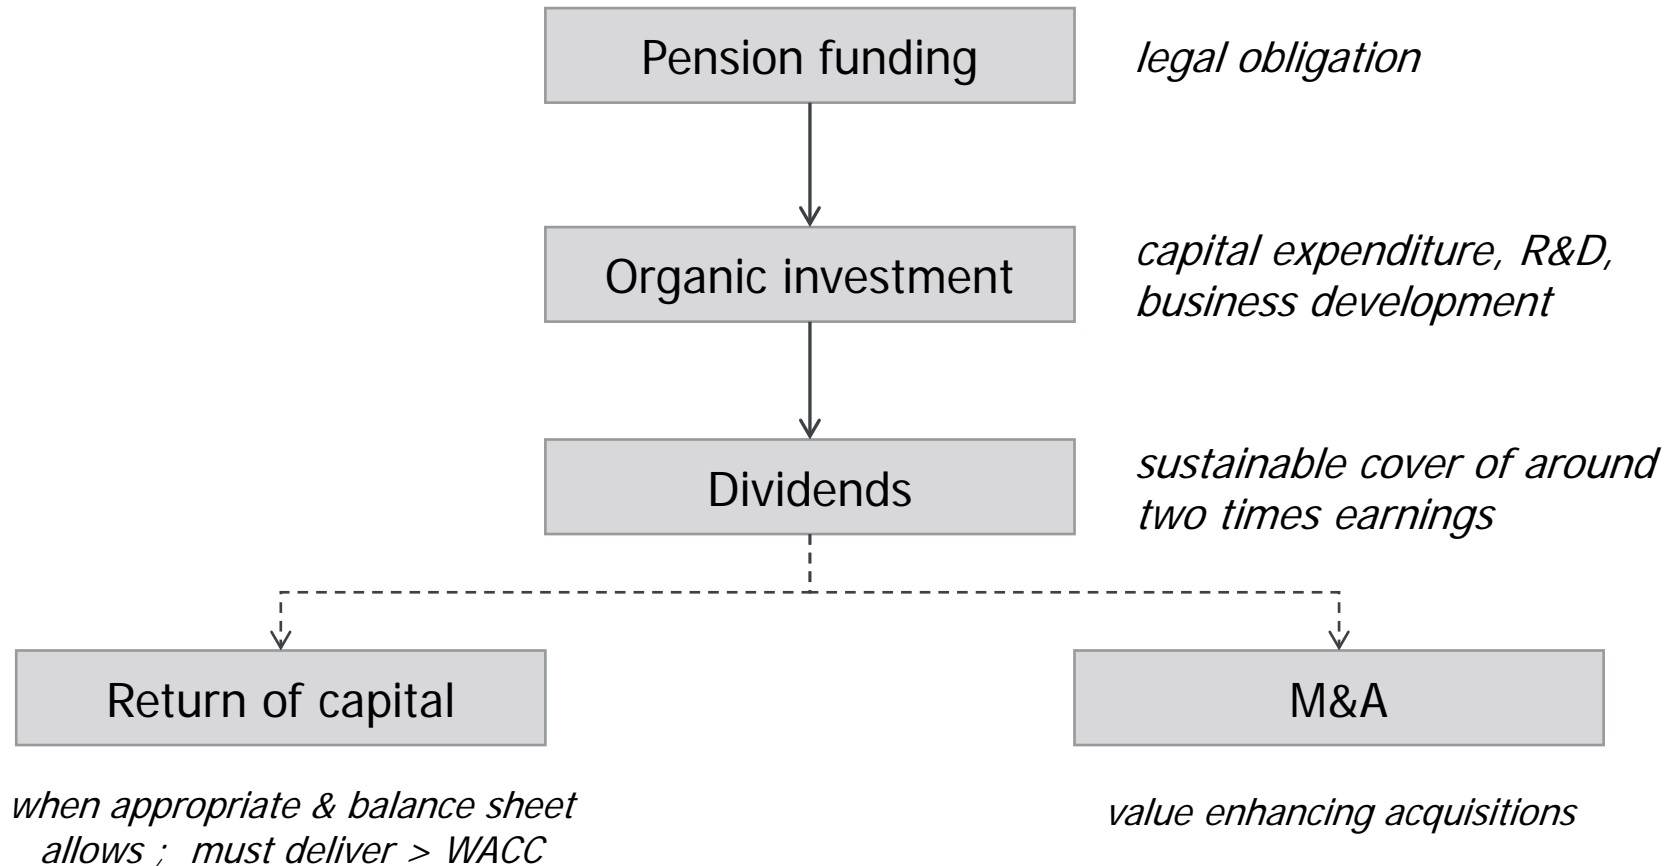 Pension funding
legal obligation
Organic investment
capital expenditure, R&D,
business development
Dividends
sustainable cover of around
two times earnings
Return of capital
M&A
when appropriate & balance sheet
allows ; must deliver > WACC
value enhancing acquisitions